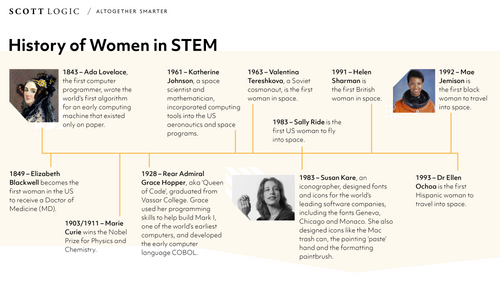 SCOTT LOGIC / ALTOGETHER SMARTER
History of Women in STEM
1843 – Ada Lovelace,
the first computer
programmer, wrote the
world's first algorithm
for an early computing
machine that existed
only on paper.
1961 – Katherine
Johnson, a space
scientist and
mathematician,
incorporated computing
tools into the US
aeronautics and space
programs.
1963 – Valentina
Tereshkova, a Soviet
cosmonaut, is the first
woman in space.
1983 – Sally Ride is the
first US woman to fly
into space.
1991 – Helen
Sharman is
the first British
woman in space.
1992 – Mae
Jemison is
the first black
woman to travel
into space.
1849 – Elizabeth
Blackwell becomes the
first woman in the US
to receive a Doctor of
Medicine (MD).
1903/1911 – Marie
Curie wins the Nobel
Prize for Physics and
Chemistry.
1928 – Rear Admiral
Grace Hopper, aka 'Queen
of Code', graduated from
Vassar College. Grace
used her programming
skills to help build Mark I,
one of the world's earliest
computers, and developed
the early computer
language COBOL.
1983 – Susan Kare, an
iconographer, designed fonts
and icons for the world's
leading software companies,
including the fonts Geneva,
Chicago and Monaco. She also
designed icons like the Mac
trash can, the pointing 'paste'
hand and the formatting
paintbrush.
1993 – Dr Ellen
Ochoa is the first
Hispanic woman to
travel into space.